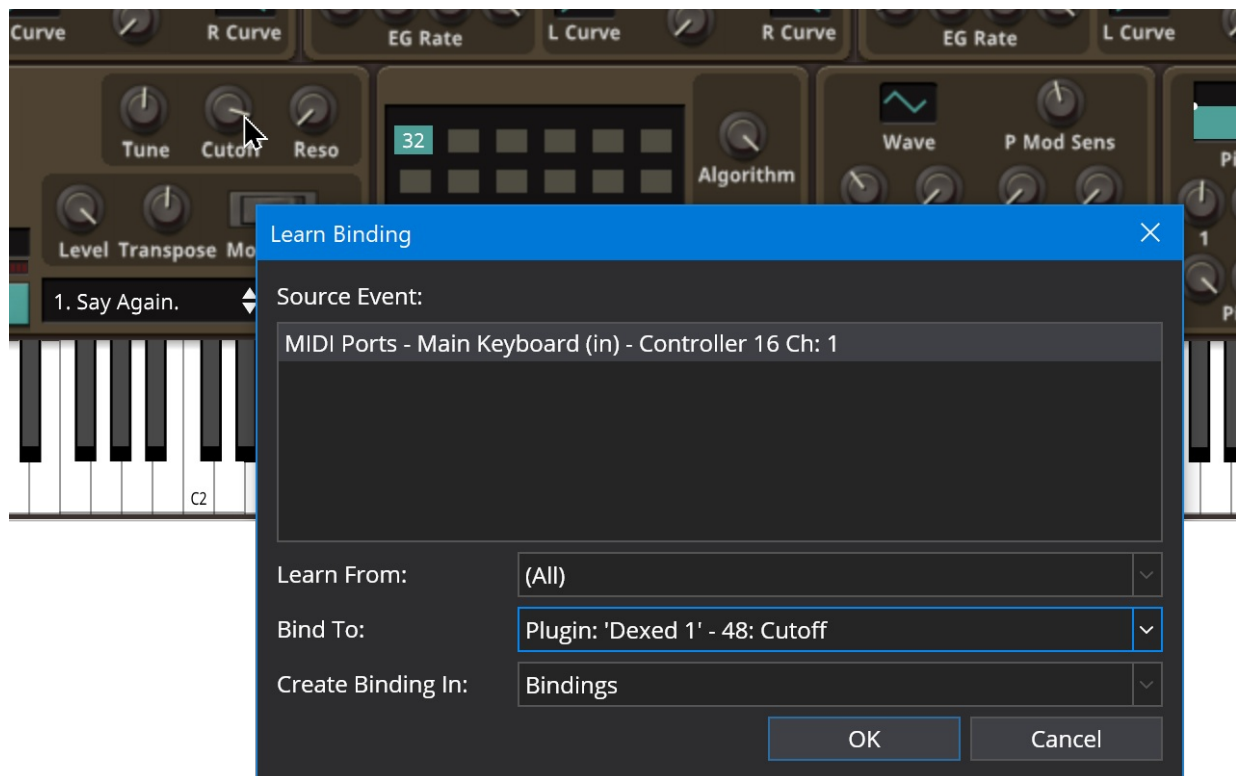 Curve R Curve EG Rate L Curve R Curve EG Rate L Curve
32
Tune Cutoff Reso Algorithm Wave P Mod Sens
Level Transpose 1
1. Say Again.
C2
Learn Binding
Source Event:
MIDI Ports - Main Keyboard (in) - Controller 16 Ch: 1
Learn From: (All)
Bind To: Plugin: 'Dexed 1' - 48: Cutoff
Create Binding In: Bindings
OK Cancel